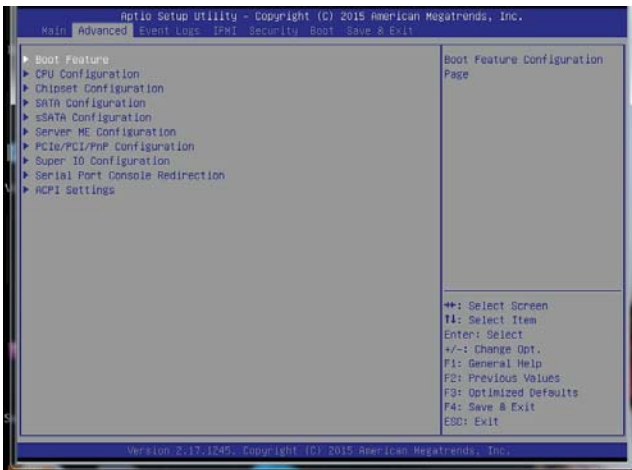 Aptio Setup Utility - Copyright (C) 2015 American Megatrends, Inc.
Main Advanced Event Logs IPMI Security Boot Save & Exit
Boot Feature
CPU Configuration
Chipset Configuration
SATA Configuration
sSATA Configuration
Server ME Configuration
PCIe/PCI/PnP Configuration
Super IO Configuration
Serial Port Console Redirection
ACPI Settings
Boot Feature Configuration
Page
↔: Select Screen
↑↓: Select Item
Enter: Select
+/-: Change Opt.
F1: General Help
F2: Previous Values
F3: Optimized Defaults
F4: Save & Exit
ESC: Exit
Version 2.17.1245. Copyright (C) 2015 American Megatrends, Inc.